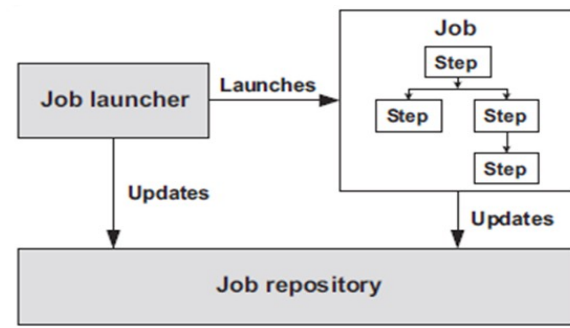 Job
Step
Job launcher
Launches
Step
Step
Step
Updates
Updates
Job repository